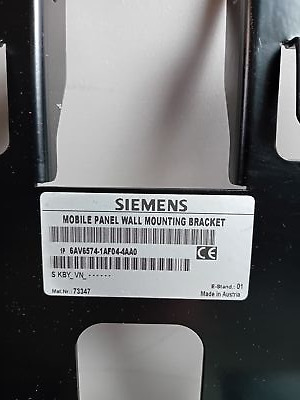 SIEMENS
MOBILE PANEL WALL MOUNTING BRACKET
1P 6AV6574-1AF04-4AA0
S KBY_VN_------
CE
Mat.Nr.: 73347
E-Stand.: 01
Made in Austria